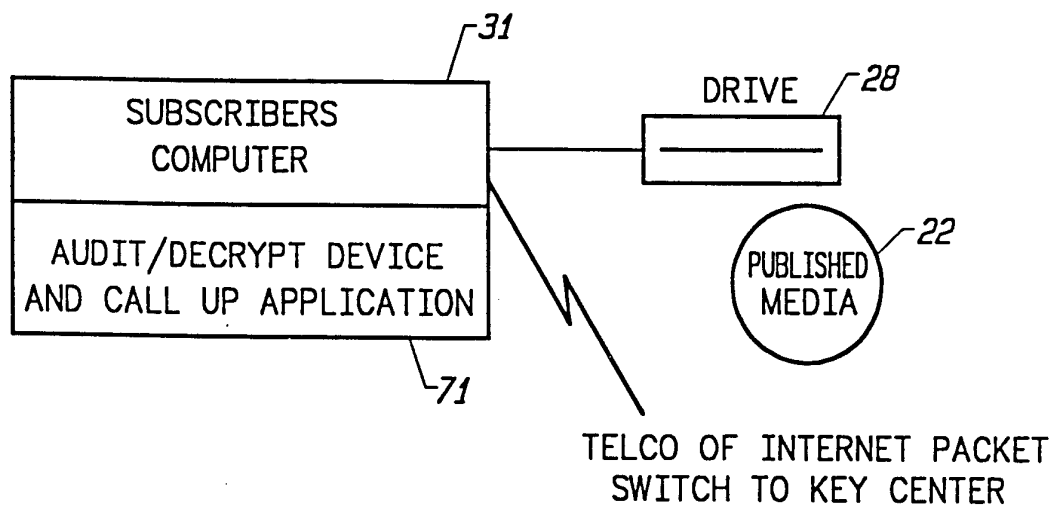 31
SUBSCRIBERS
COMPUTER
DRIVE
28
AUDIT/DECRYPT DEVICE
AND CALL UP APPLICATION
71
PUBLISHED
MEDIA
22
TELCO OF INTERNET PACKET
SWITCH TO KEY CENTER